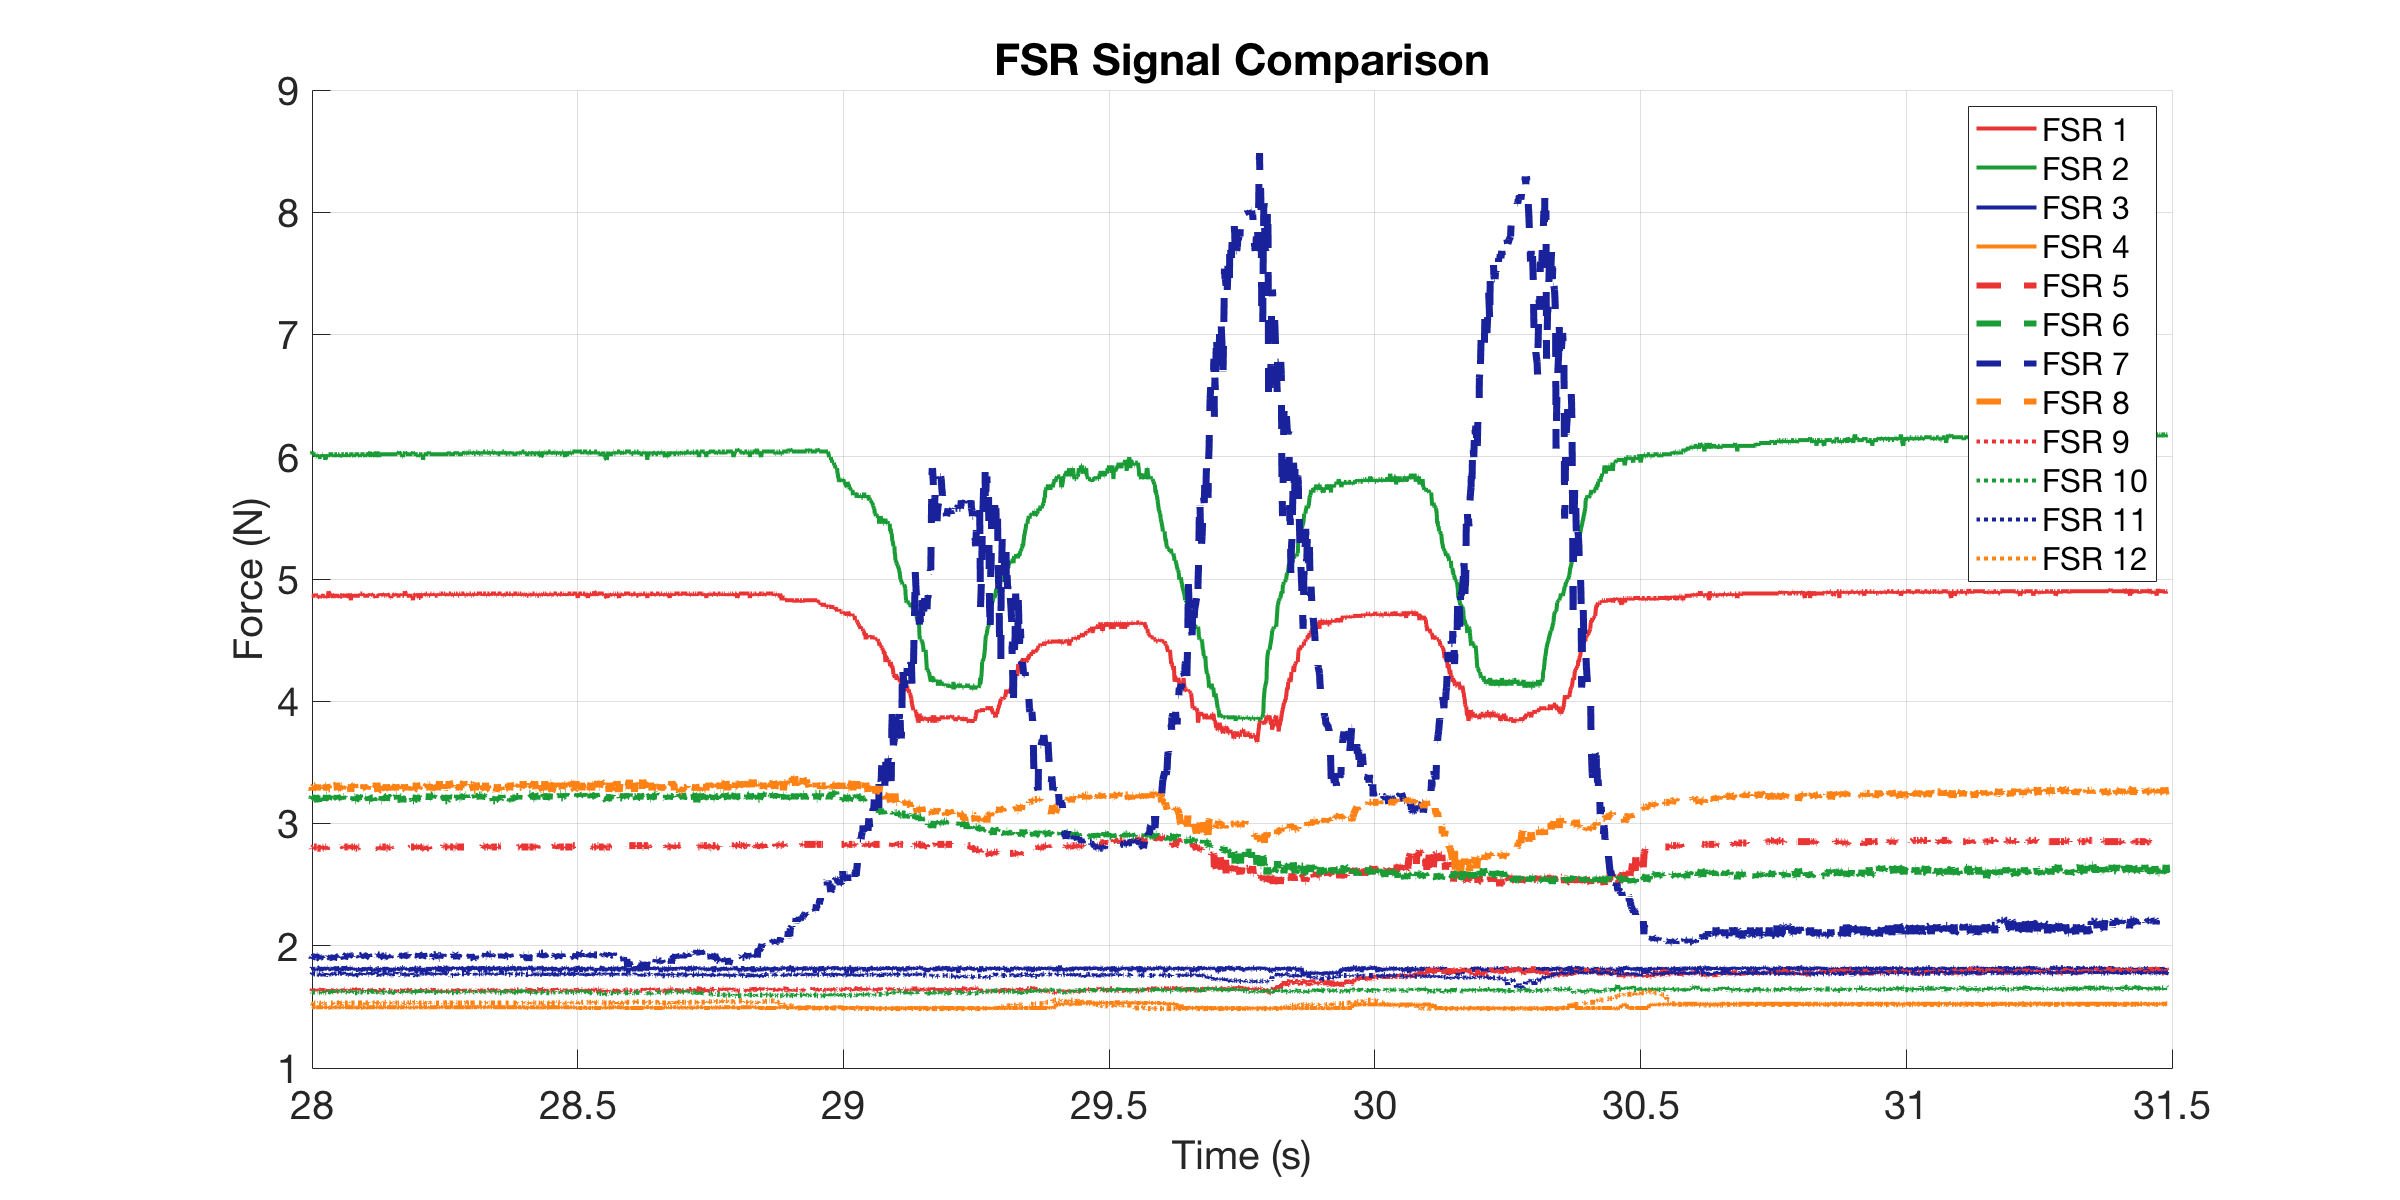 FSR Signal Comparison
9
8
7
6
5
4
3
2
1
Force (N)
FSR 1
FSR 2
FSR 3
FSR 4
FSR 5
FSR 6
FSR 7
FSR 8
FSR 9
FSR 10
FSR 11
FSR 12
28 28.5 29 29.5 30 30.5 31 31.5
Time (s)